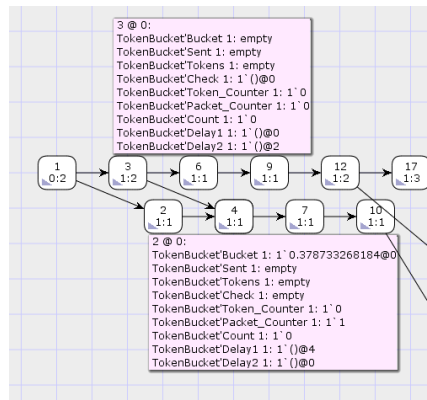 3 @ 0:
TokenBucket'Bucket 1: empty
TokenBucket'Sent 1: empty
TokenBucket'Tokens 1: empty
TokenBucket'Check 1: 1`()@0
TokenBucket'Token_Counter 1: 1`0
TokenBucket'Packet_Counter 1: 1`0
TokenBucket'Count 1: 1`0
TokenBucket'Delay1 1: 1`()@0
TokenBucket'Delay2 1: 1`()@2
1
0:2
3
1:2
6
1:1
9
1:1
12
1:2
17
1:3
2
1:1
4
1:1
7
1:1
10
1:1
2 @ 0:
TokenBucket'Bucket 1: 1`0.378733268184@0
TokenBucket'Sent 1: empty
TokenBucket'Tokens 1: empty
TokenBucket'Check 1: empty
TokenBucket'Token_Counter 1: 1`0
TokenBucket'Packet_Counter 1: 1`1
TokenBucket'Count 1: 1`0
TokenBucket'Delay1 1: 1`()@4
TokenBucket'Delay2 1: 1`()@0